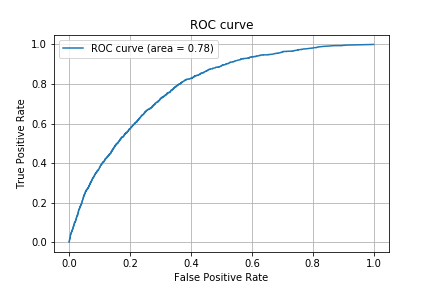 ROC curve
ROC curve (area = 0.78)
1.0
0.8
0.6
0.4
0.2
0.0
True Positive Rate
0.0 0.2 0.4 0.6 0.8 1.0
False Positive Rate